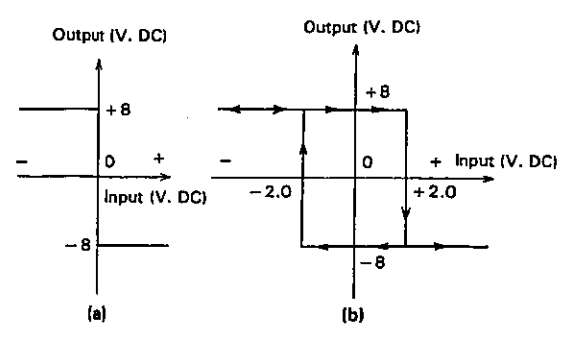 Output (V. DC)
+8
– 0 +
Input (V. DC)
–8
(a)
Output (V. DC)
+8
– 0 + Input (V. DC)
–2.0 +2.0
–8
(b)